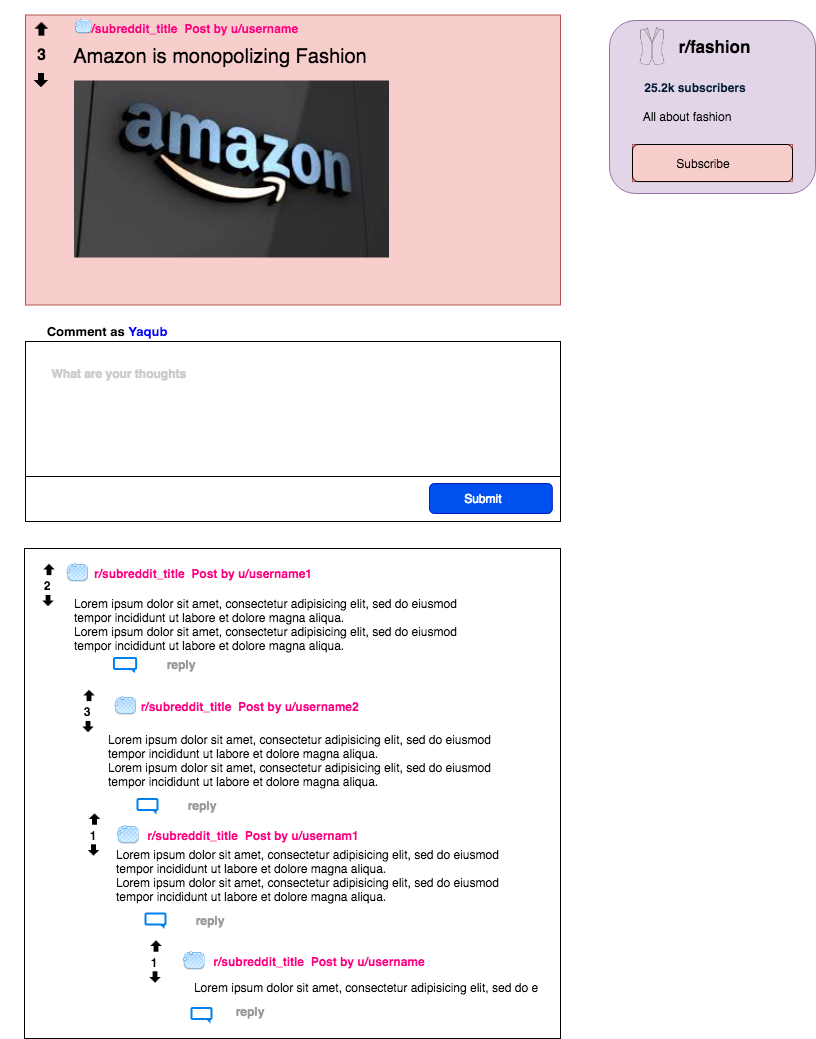 /subreddit_title Post by u/username
3
Amazon is monopolizing Fashion
amazon
r/fashion
25.2k subscribers
All about fashion
Subscribe
Comment as Yaqub
What are your thoughts
Submit
r/subreddit_title Post by u/username1
2
Lorem ipsum dolor sit amet, consectetur adipisicing elit, sed do eiusmod
tempor incididunt ut labore et dolore magna aliqua.
Lorem ipsum dolor sit amet, consectetur adipisicing elit, sed do eiusmod
tempor incididunt ut labore et dolore magna aliqua.
reply
r/subreddit_title Post by u/username2
3
Lorem ipsum dolor sit amet, consectetur adipisicing elit, sed do eiusmod
tempor incididunt ut labore et dolore magna aliqua.
Lorem ipsum dolor sit amet, consectetur adipisicing elit, sed do eiusmod
tempor incididunt ut labore et dolore magna aliqua.
reply
1
r/subreddit_title Post by u/usernam1
Lorem ipsum dolor sit amet, consectetur adipisicing elit, sed do eiusmod
tempor incididunt ut labore et dolore magna aliqua.
Lorem ipsum dolor sit amet, consectetur adipisicing elit, sed do eiusmod
tempor incididunt ut labore et dolore magna aliqua.
reply
1
r/subreddit_title Post by u/username
Lorem ipsum dolor sit amet, consectetur adipisicing elit, sed do e
reply